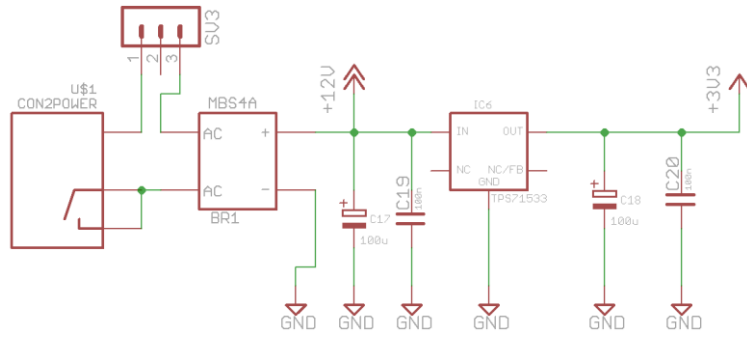 SV3
1
2
3
U$1
CON2POWER
MBS4A
AC
+
AC
-
BR1
+12V
+
C17
100u
C19
100n
IC6
IN
OUT
NC
NC/FB
GND
TPS71533
+
C18
100u
C20
100n
+3V3
GND
GND
GND
GND
GND
GND